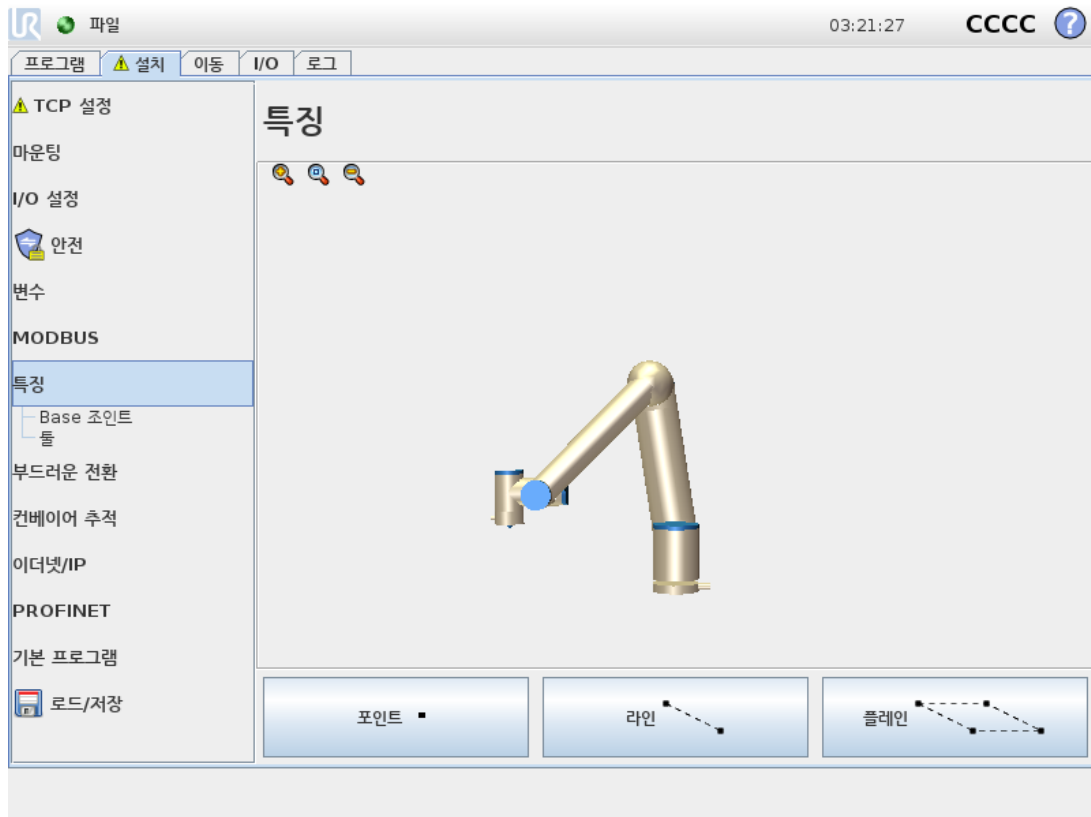 UR
파일
03:21:27
CCCC
?
프로그램
설치
이동
I/O
로그
TCP 설정
마운팅
I/O 설정
안전
변수
MODBUS
특징
Base 조인트
툴
부드러운 전환
컨베이어 추적
이더넷/IP
PROFINET
기본 프로그램
로드/저장
특징
포인트
라인
플레인